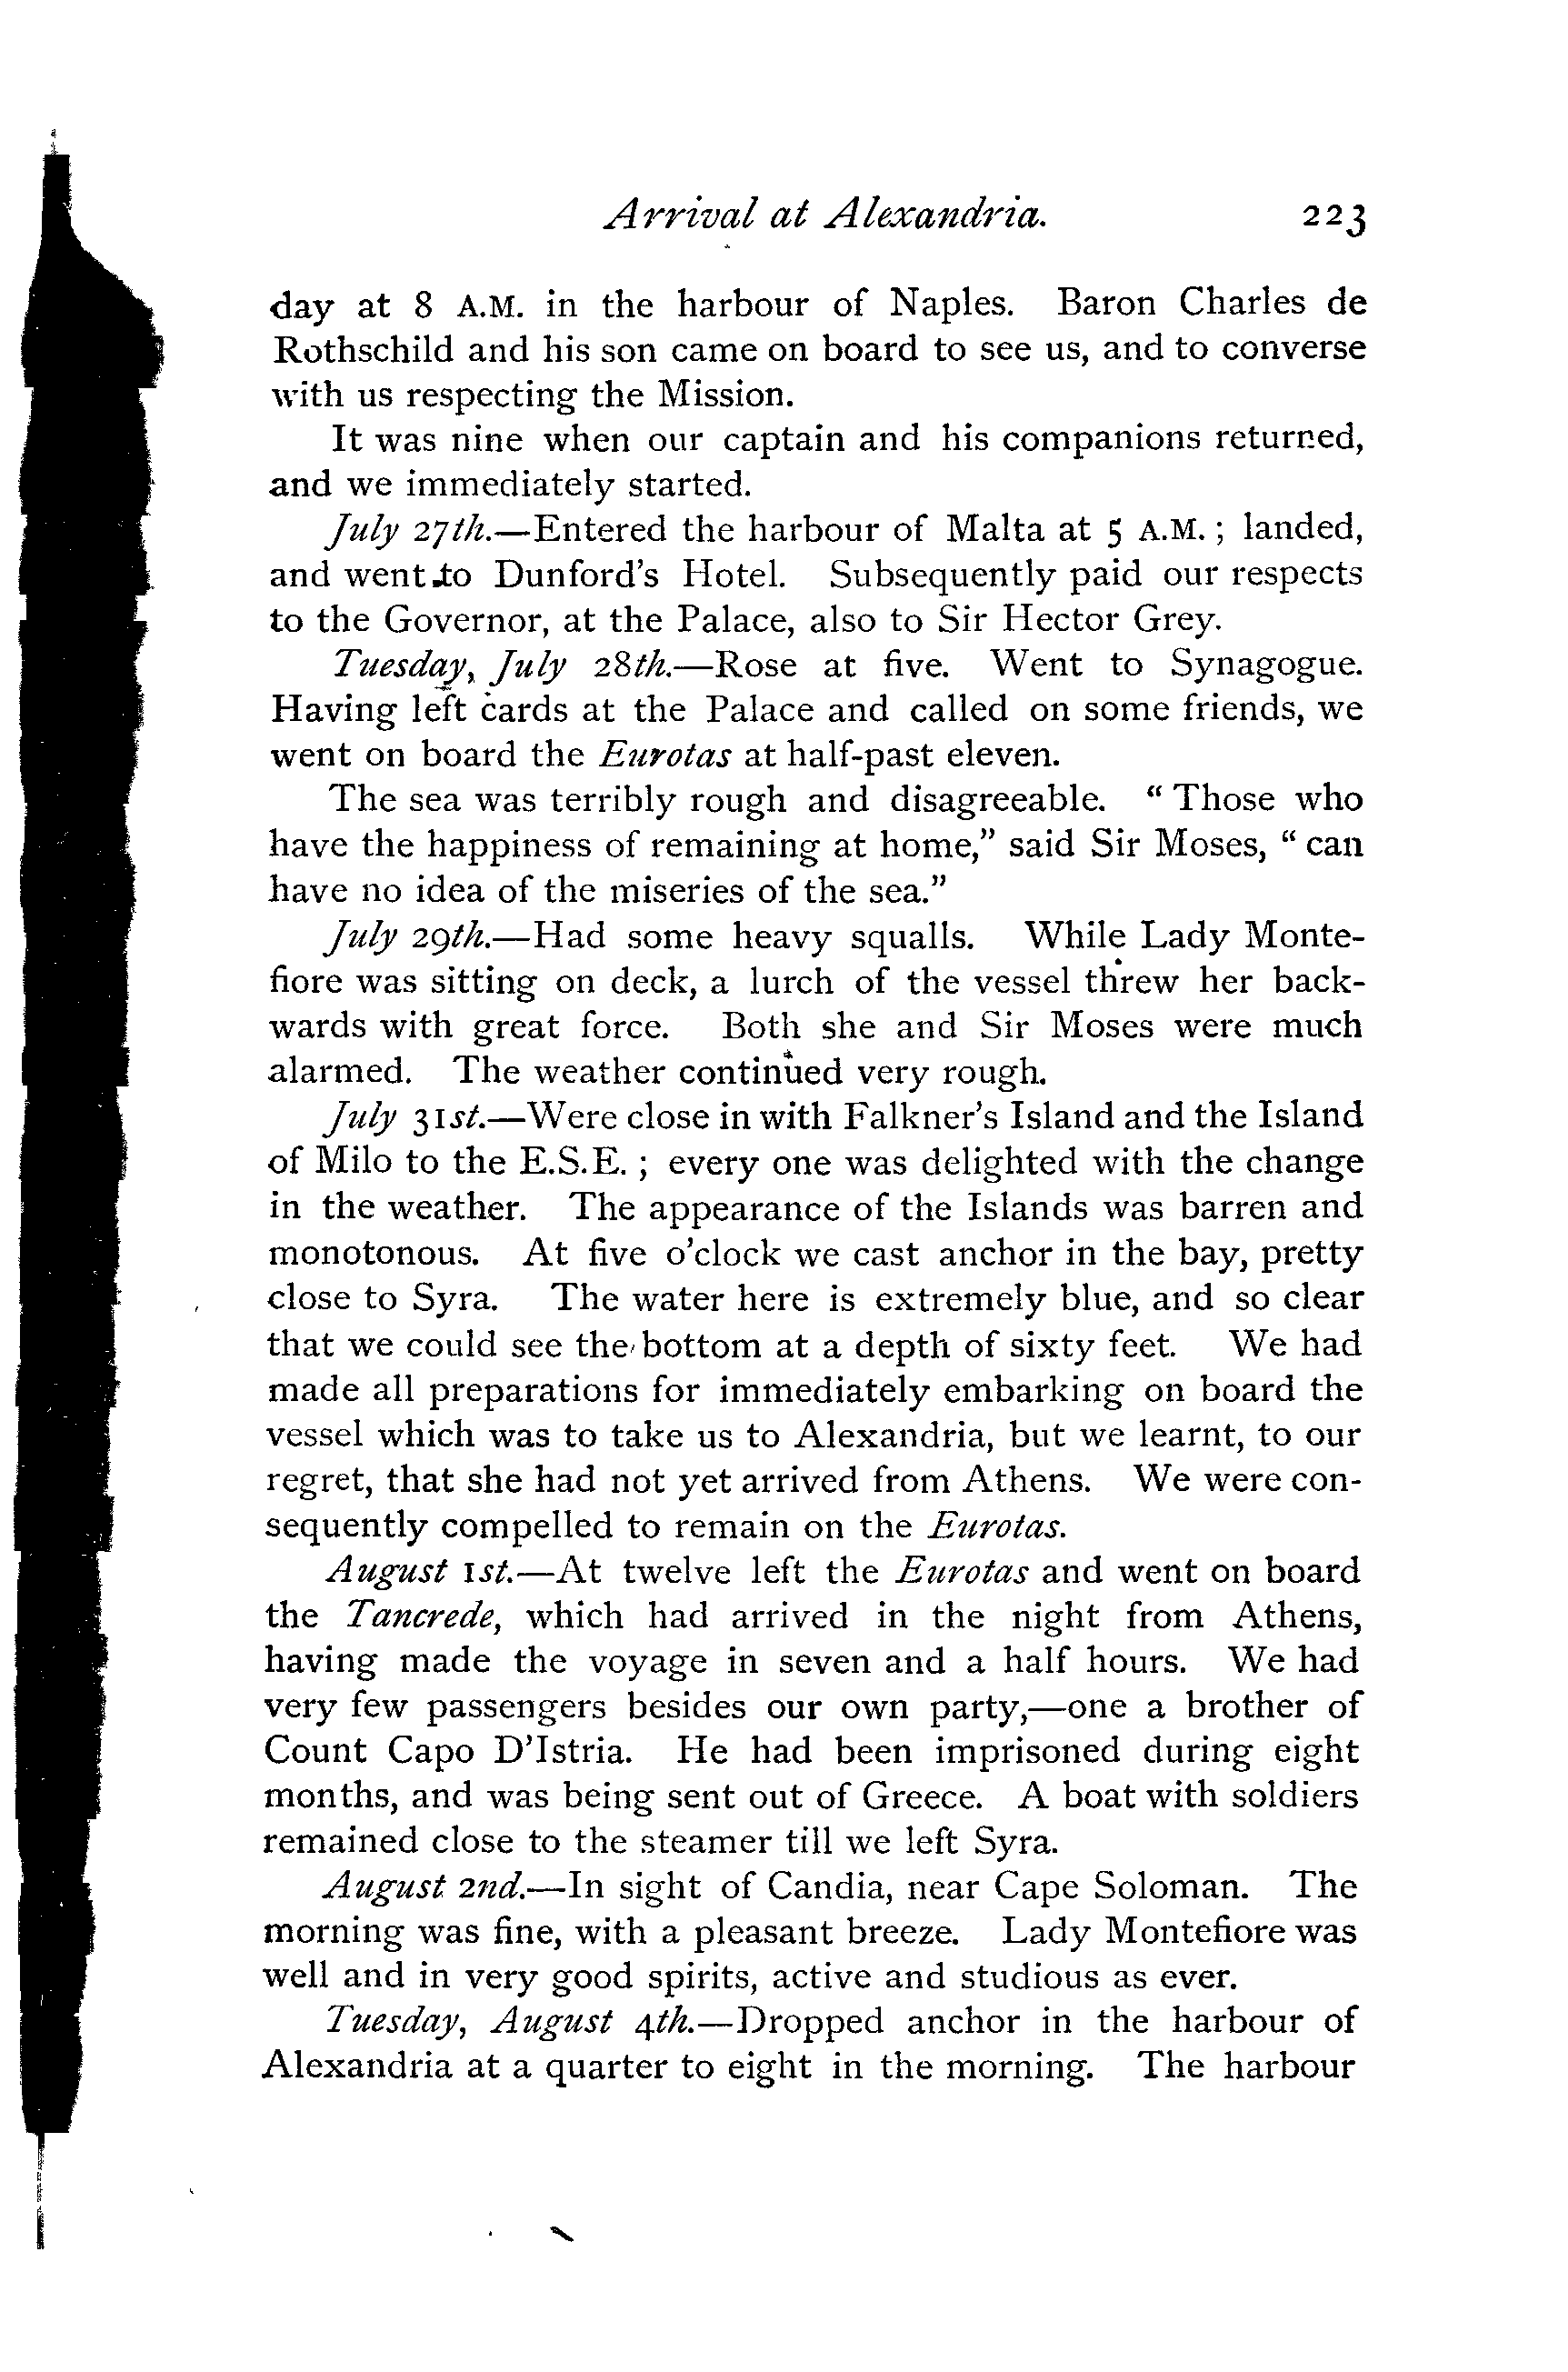 Arrival at Alexandria. 223
day at 8 A.M. in the harbour of Naples. Baron Charles de
Rothschild and his son came on board to see us, and to converse
with us respecting the Mission.
It was nine when our captain and his companions returned,
and we immediately started.
July 27th.—Entered the harbour of Malta at 5 A.M.; landed,
and went to Dunford's Hotel. Subsequently paid our respects
to the Governor, at the Palace, also to Sir Hector Grey.
Tuesday, July 28th.—Rose at five. Went to Synagogue.
Having left cards at the Palace and called on some friends, we
went on board the Eurotas at half-past eleven.
The sea was terribly rough and disagreeable. "Those who
have the happiness of remaining at home," said Sir Moses, "can
have no idea of the miseries of the sea."
July 29th.—Had some heavy squalls. While Lady Monte-
fiore was sitting on deck, a lurch of the vessel threw her back-
wards with great force. Both she and Sir Moses were much
alarmed. The weather continued very rough.
July 31st.—Were close in with Falkner's Island and the Island
of Milo to the E.S.E.; every one was delighted with the change
in the weather. The appearance of the Islands was barren and
monotonous. At five o'clock we cast anchor in the bay, pretty
close to Syra. The water here is extremely blue, and so clear
that we could see the bottom at a depth of sixty feet. We had
made all preparations for immediately embarking on board the
vessel which was to take us to Alexandria, but we learnt, to our
regret, that she had not yet arrived from Athens. We were con-
sequently compelled to remain on the Eurotas.
August 1st.—At twelve left the Eurotas and went on board
the Tancrede, which had arrived in the night from Athens,
having made the voyage in seven and a half hours. We had
very few passengers besides our own party,—one a brother of
Count Capo D'Istria. He had been imprisoned during eight
months, and was being sent out of Greece. A boat with soldiers
remained close to the steamer till we left Syra.
August 2nd.—In sight of Candia, near Cape Soloman. The
morning was fine, with a pleasant breeze. Lady Montefiore was
well and in very good spirits, active and studious as ever.
Tuesday, August 4th.—Dropped anchor in the harbour of
Alexandria at a quarter to eight in the morning. The harbour